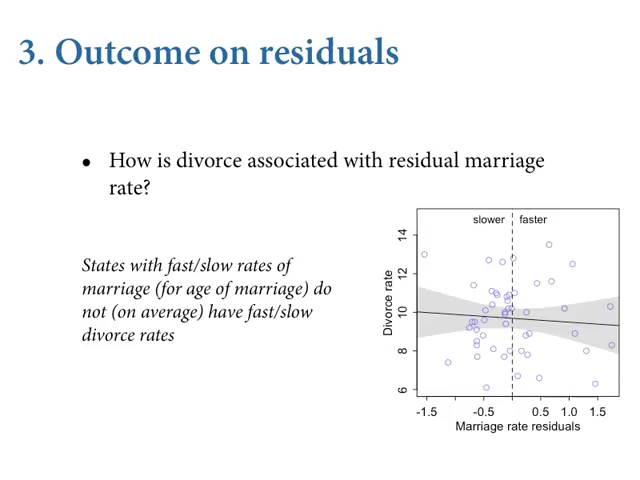 3. Outcome on residuals
• How is divorce associated with residual marriage
rate?
States with fast/slow rates of
marriage (for age of marriage) do
not (on average) have fast/slow
divorce rates
slower faster
Divorce rate
14
12
10
8
6
-1.5 -0.5 0.5 1.0 1.5
Marriage rate residuals